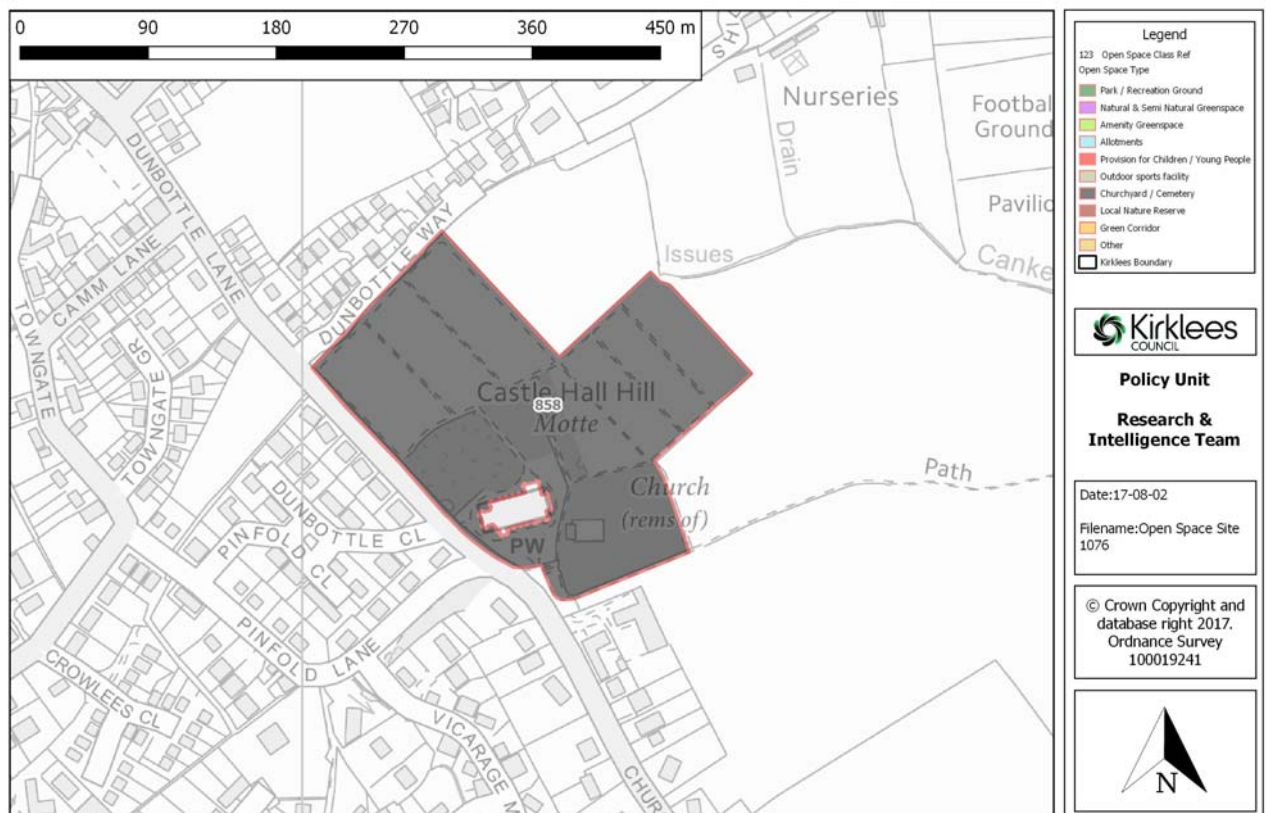 0 90 180 270 360 450 m
SHI
Nurseries
Footbal
Ground
Drain
DUNBOTTLE LANE
Pavilio
DUNBOTTLE WAY
CAMM LANE
Issues
Canke
TOWNGATE
TOWNGATE GR
Castle Hall Hill
858
Motte
Path
Church
(rems of)
DUNBOTTLE CL
PINFOLD CL
PW
PINFOLD LANE
CROWLEES CL
VICARAGE M
CHUR
Legend
123 Open Space Class Ref
Open Space Type
Park / Recreation Ground
Natural & Semi Natural Greenspace
Amenity Greenspace
Allotments
Provision for Children / Young People
Outdoor sports facility
Churchyard / Cemetery
Local Nature Reserve
Green Corridor
Other
Kirklees Boundary
Kirklees
COUNCIL
Policy Unit
Research &
Intelligence Team
Date:17-08-02
Filename:Open Space Site
1076
© Crown Copyright and
database right 2017.
Ordnance Survey
100019241
N